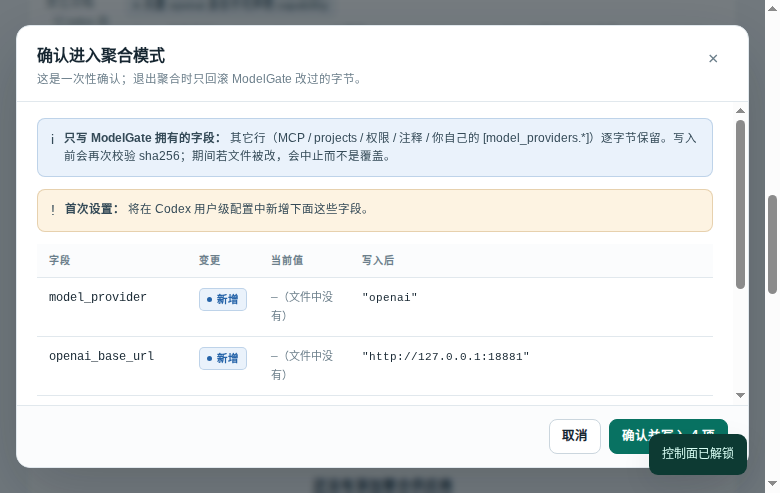 确认进入聚合模式
这是一次性确认；退出聚合时只回滚 ModelGate 改过的字节。
×
i 只写 ModelGate 拥有的字段： 其它行（MCP / projects / 权限 / 注释 / 你自己的 [model_providers.*]）逐字节保留。写入
前会再次校验 sha256；期间若文件被改，会中止而不是覆盖。
! 首次设置： 将在 Codex 用户级配置中新增下面这些字段。
字段 变更 当前值 写入后
model_provider 新增 —（文件中没 "openai"
有）
openai_base_url 新增 —（文件中没 "http://127.0.0.1:18881"
有）
取消 确认并写入 4 项
控制面已解锁